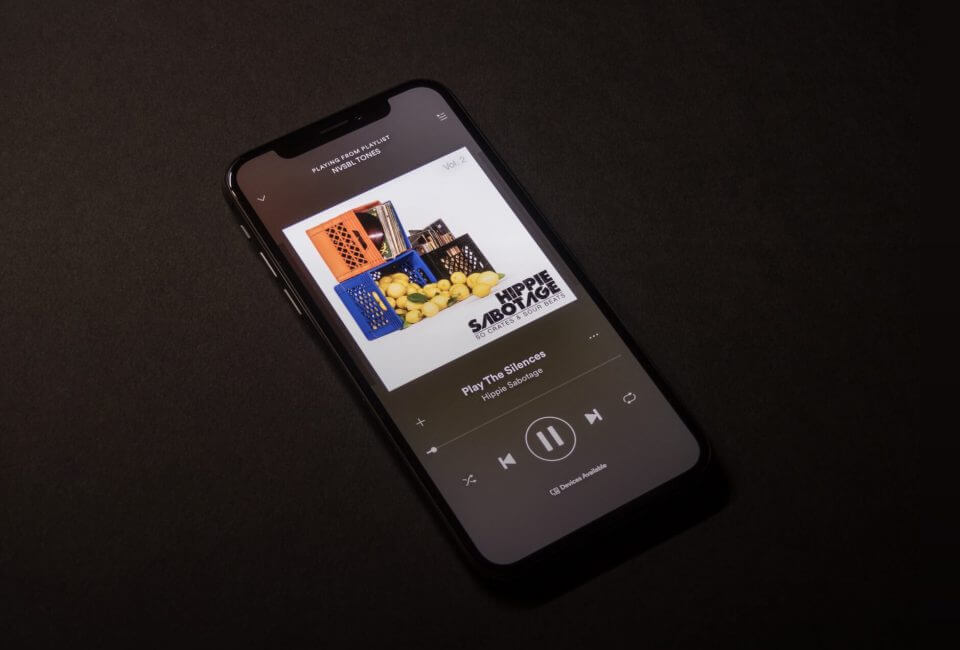 PLAYING FROM PLAYLIST
NVSBL TONES
Vol. 2
HIPPIE
SABOTAGE
SO CRATES & SOUR BEATS
Play The Silences
Hippie Sabotage
Devices Available